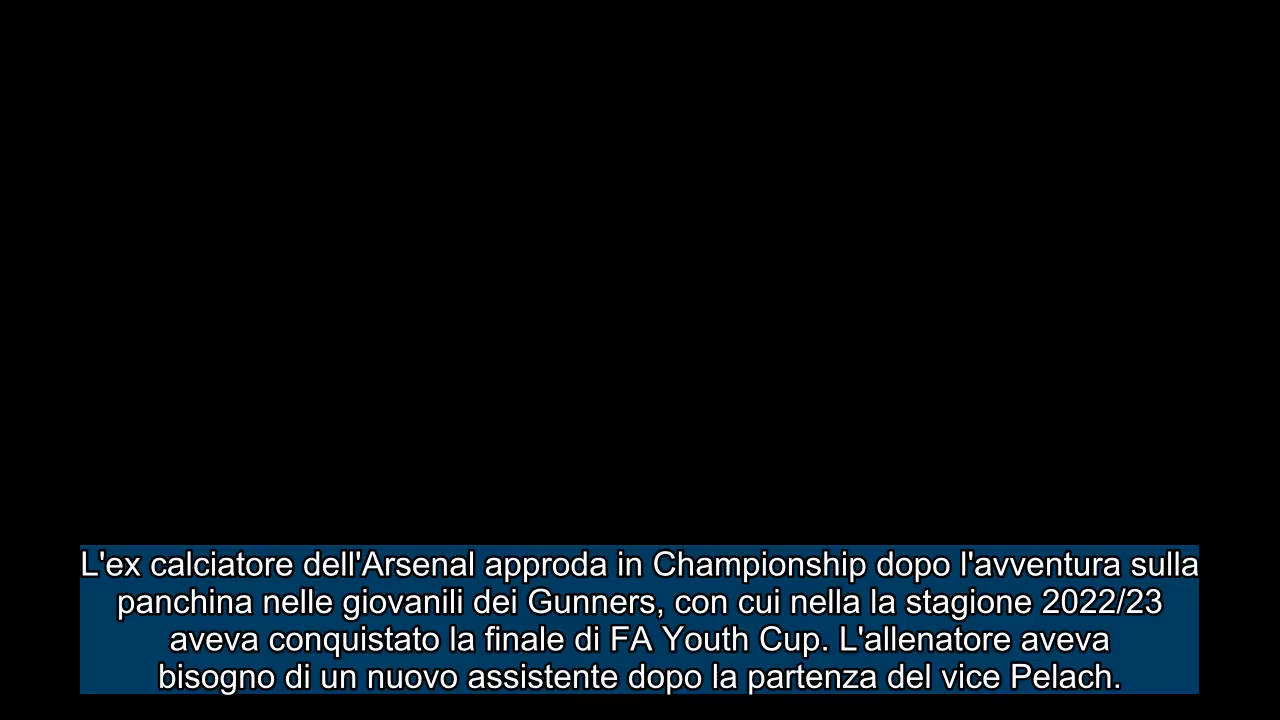 L'ex calciatore dell'Arsenal approda in Championship dopo l'avventura sulla
panchina nelle giovanili dei Gunners, con cui nella la stagione 2022/23
aveva conquistato la finale di FA Youth Cup. L'allenatore aveva
bisogno di un nuovo assistente dopo la partenza del vice Pelach.